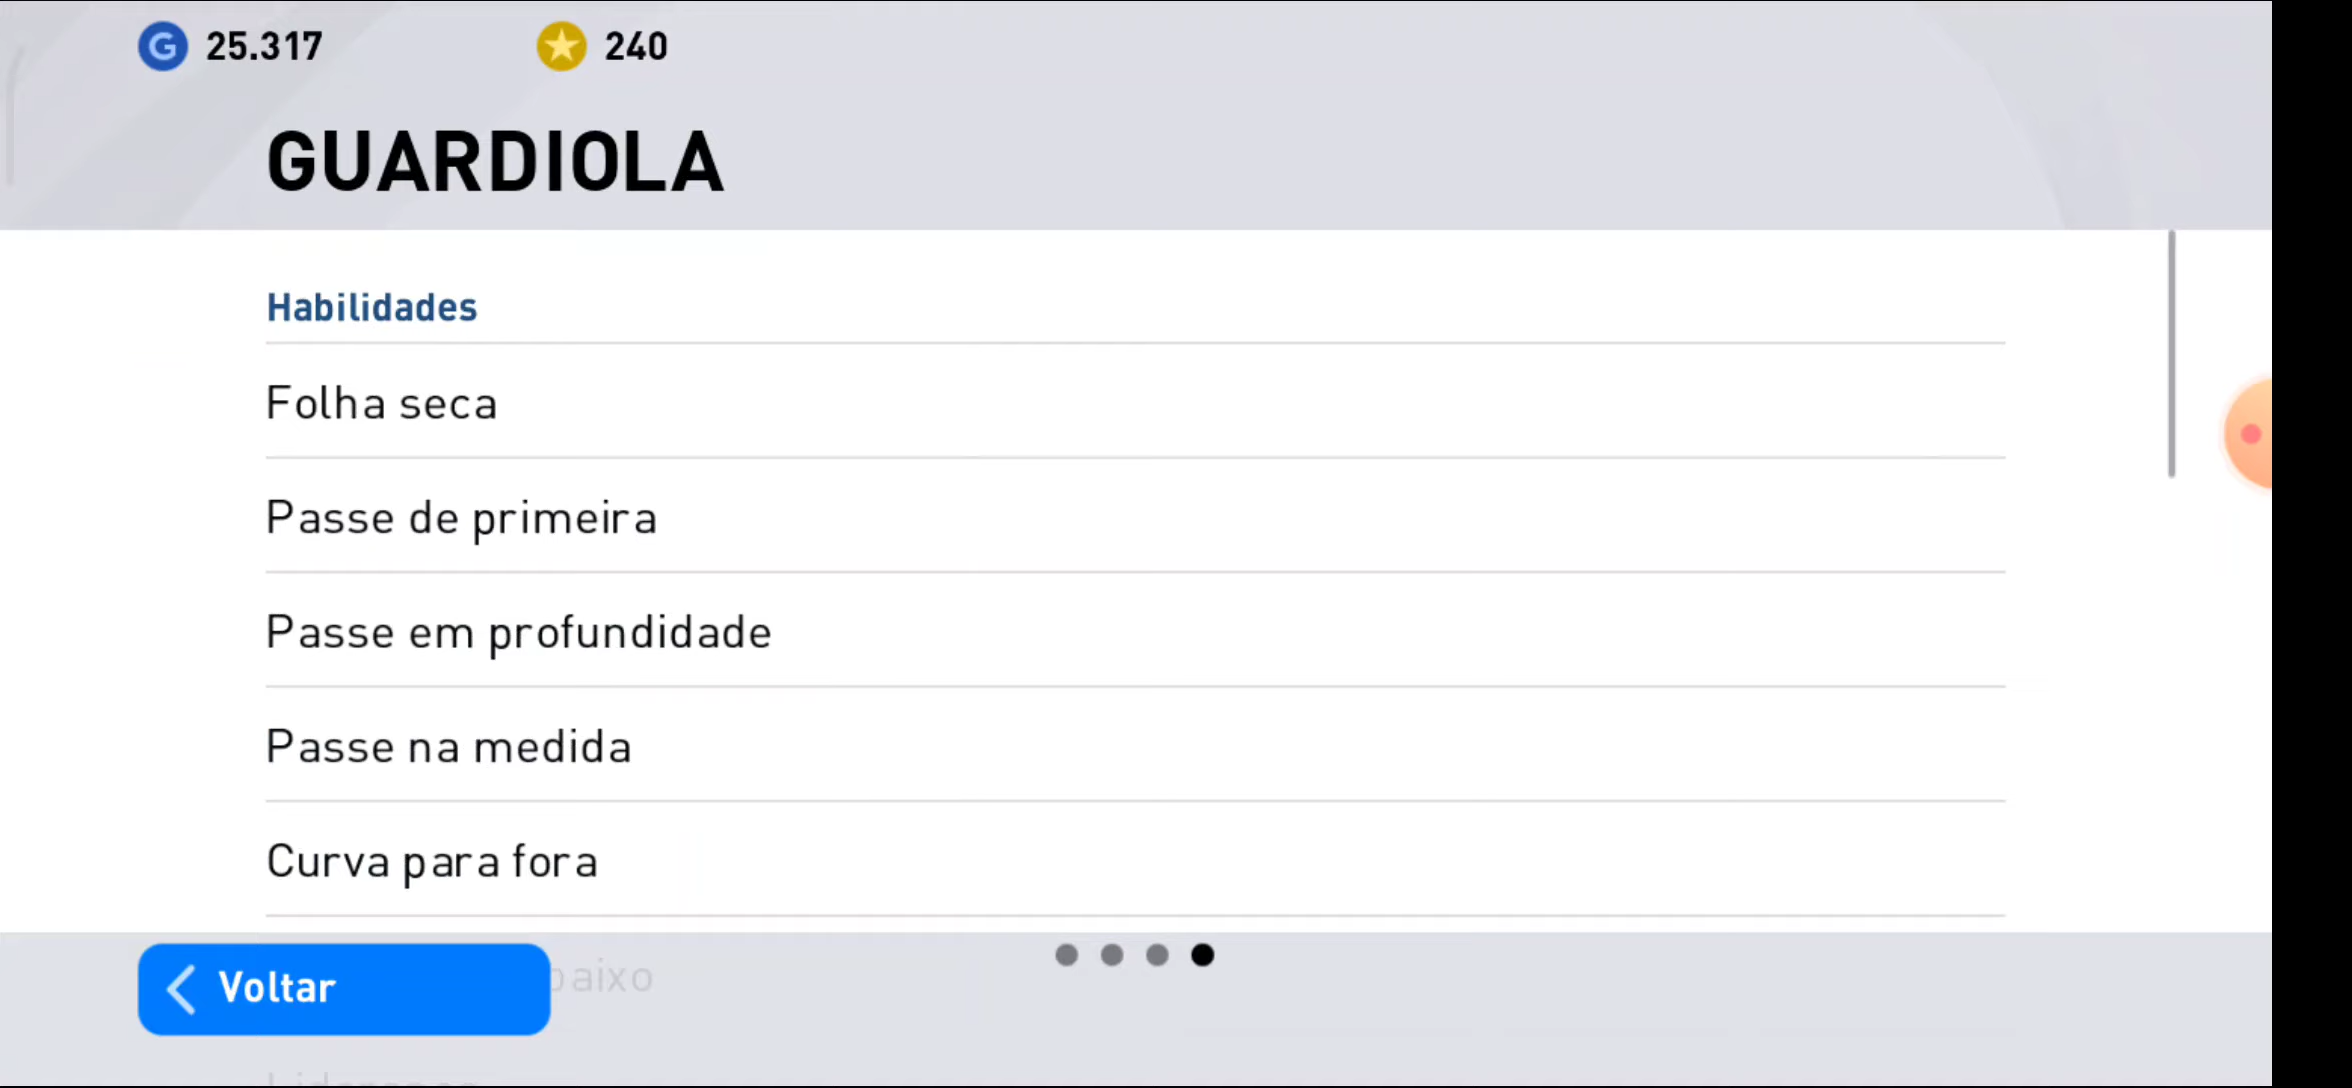 25.317
240
GUARDIOLA
Habilidades
Folha seca
Passe de primeira
Passe em profundidade
Passe na medida
Curva para fora
Voltar